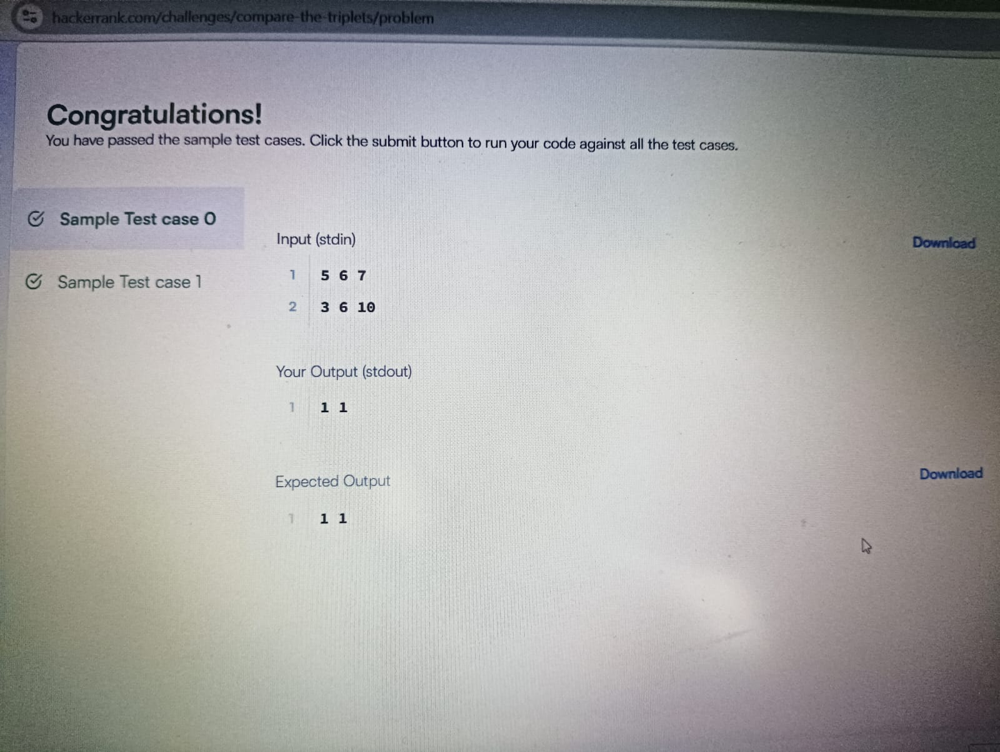 hackerrank.com/challenges/compare-the-triplets/problem
Congratulations!
You have passed the sample test cases. Click the submit button to run your code against all the test cases.
Sample Test case 0
Sample Test case 1
Input (stdin)
Download
1 5 6 7
2 3 6 10
Your Output (stdout)
1 1 1
Expected Output
Download
1 1 1